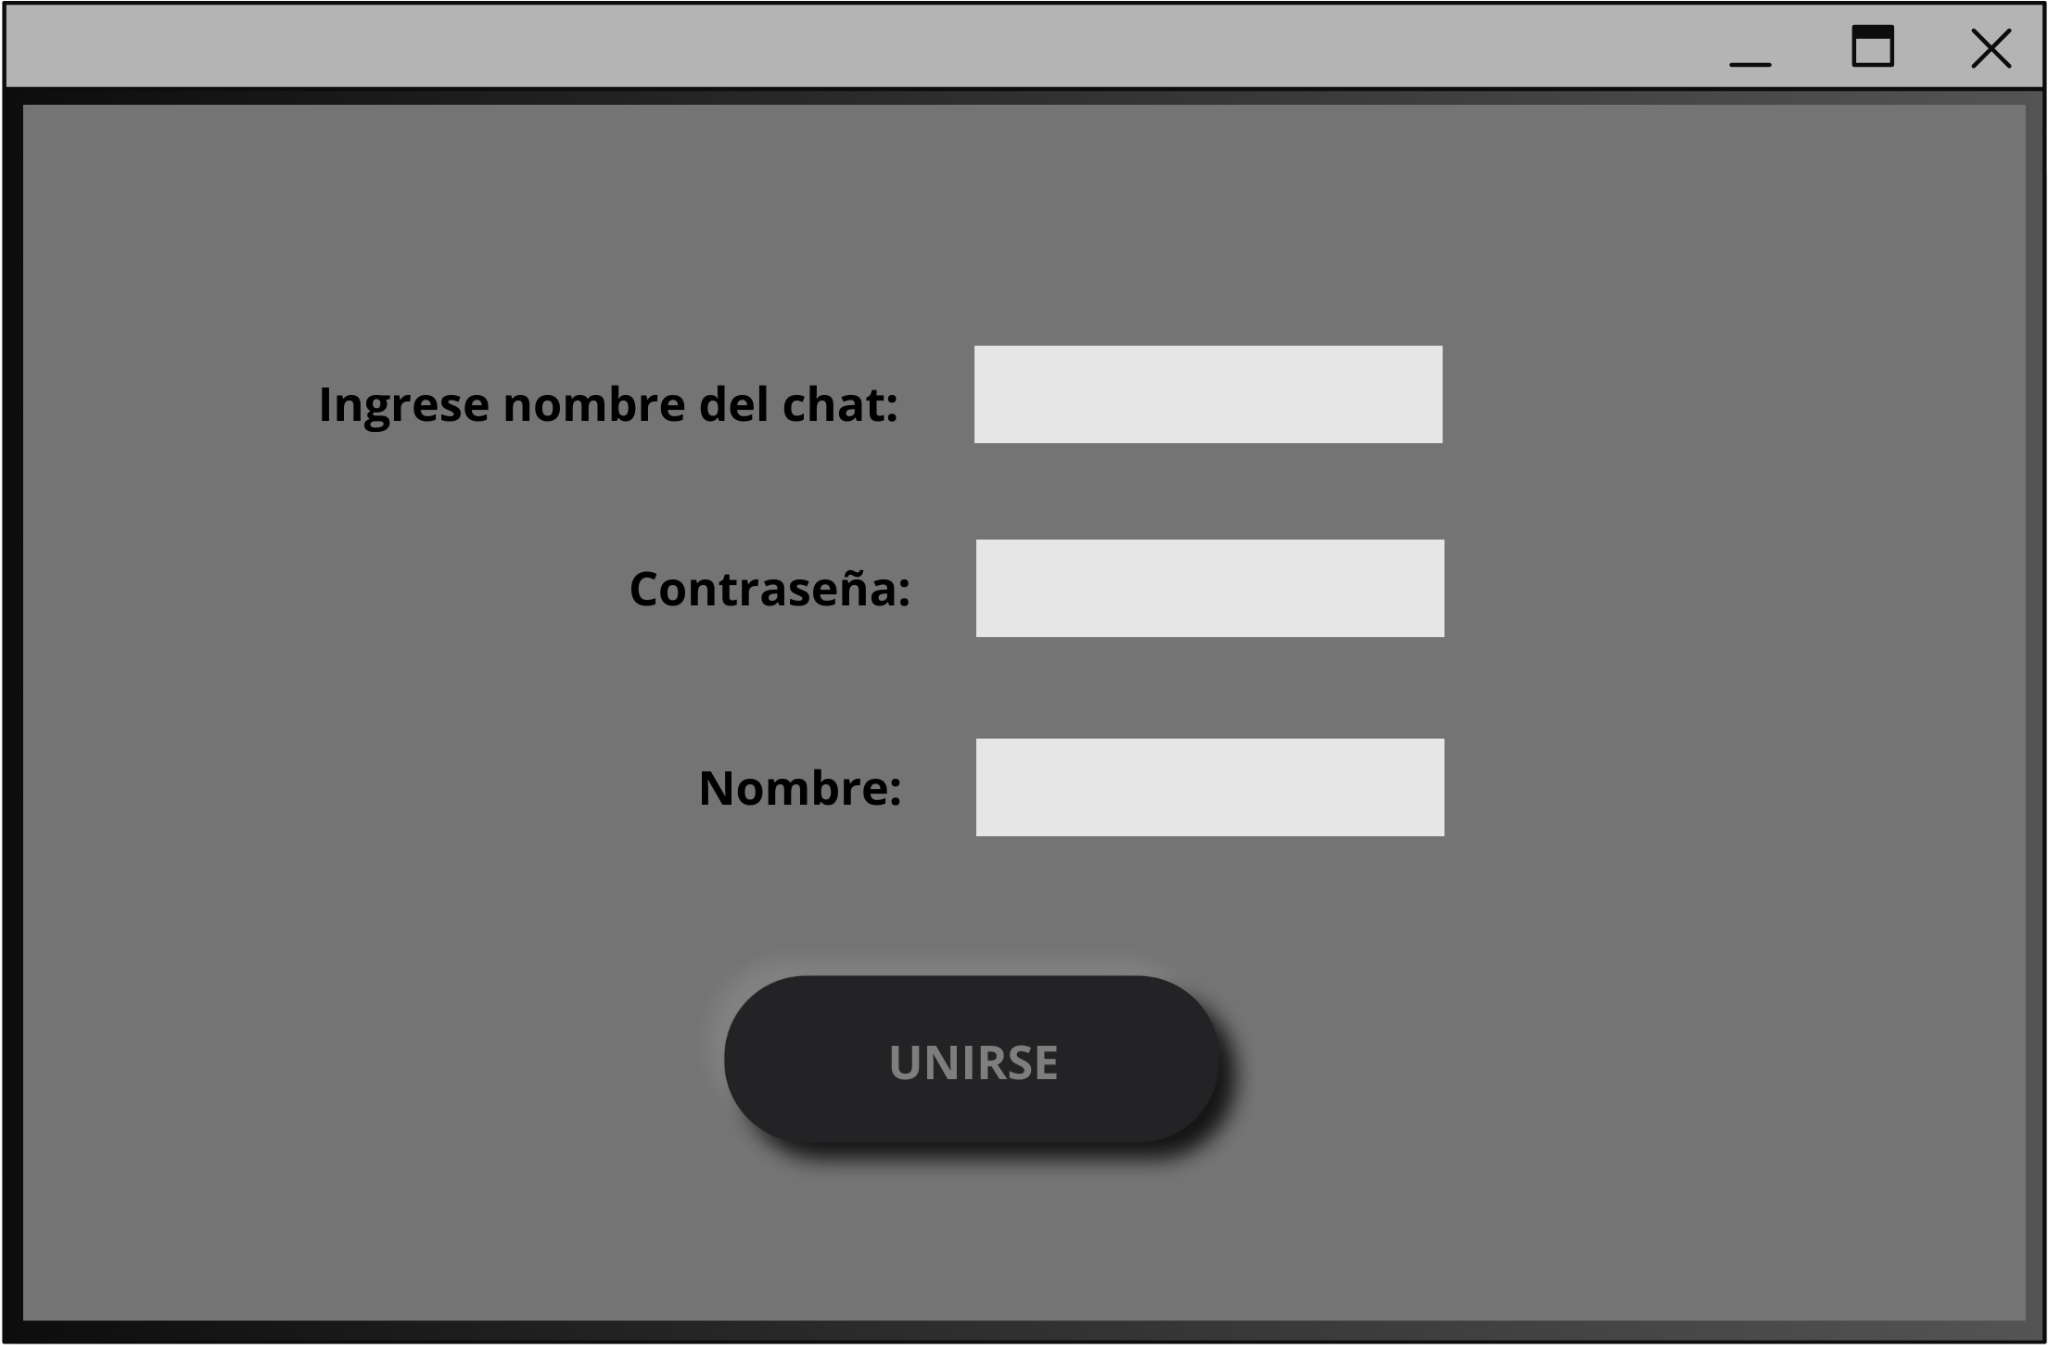 Ingrese nombre del chat:
Contraseña:
Nombre:
UNIRSE